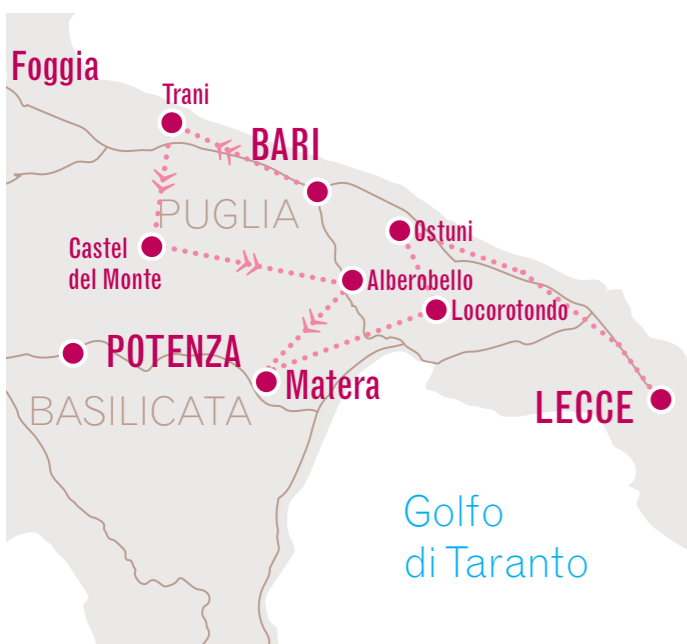 Foggia
Trani
BARI
PUGLIA
Ostuni
Castel
del Monte
Alberobello
Locorotondo
POTENZA
Matera
BASILICATA
LECCE
Golfo
di Taranto